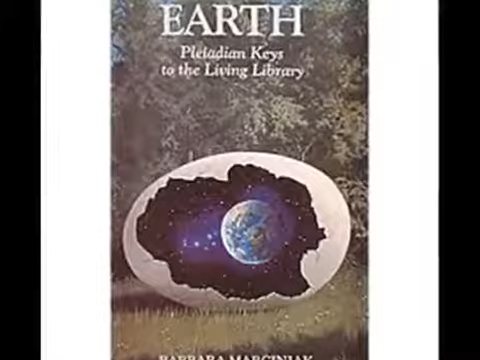 EARTH
Pleiadian Keys
to the Living Library
BARBARA MARCINIAK